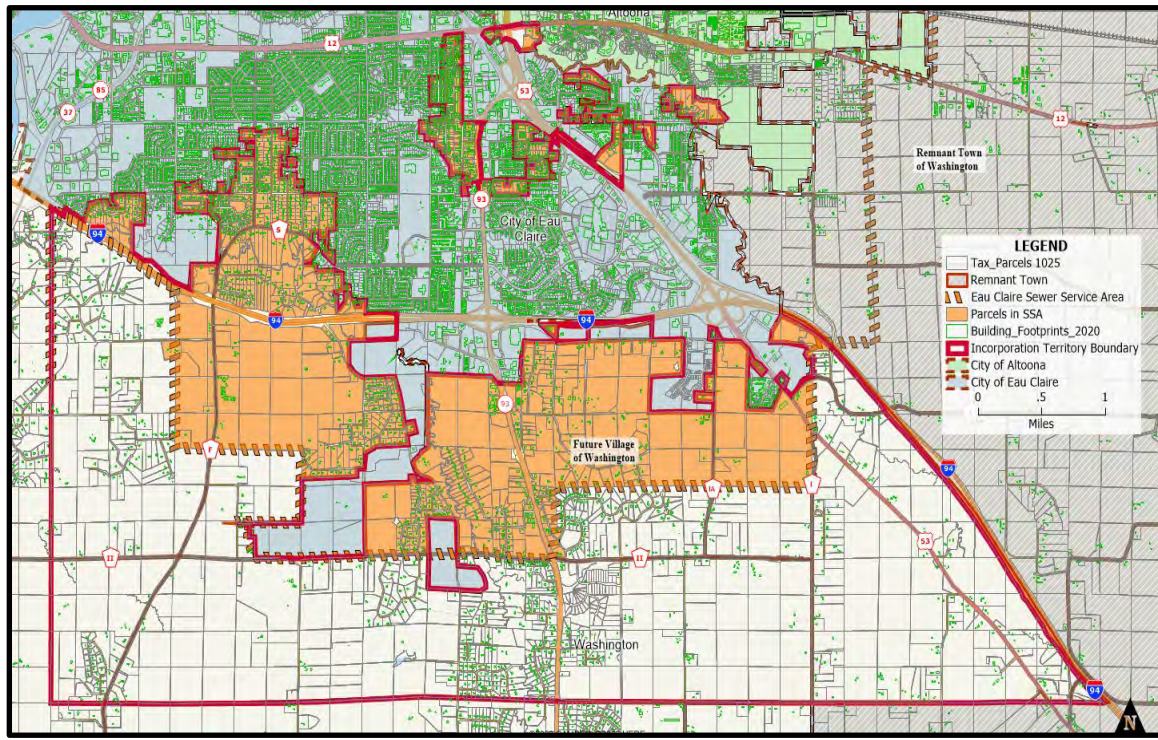 Altoona
12
85
37
53
12
Remnant Town
of Washington
93
City of Eau
Claire
S
94
94
94
LEGEND
Tax_Parcels 1025
Remnant Town
Eau Claire Sewer Service Area
Parcels in SSA
Building_Footprints_2020
Incorporation Territory Boundary
City of Altoona
City of Eau Claire
0 .5 1
Miles
93
Future Village
of Washington
F
94
IA
I
53
II
II
Washington
94
N